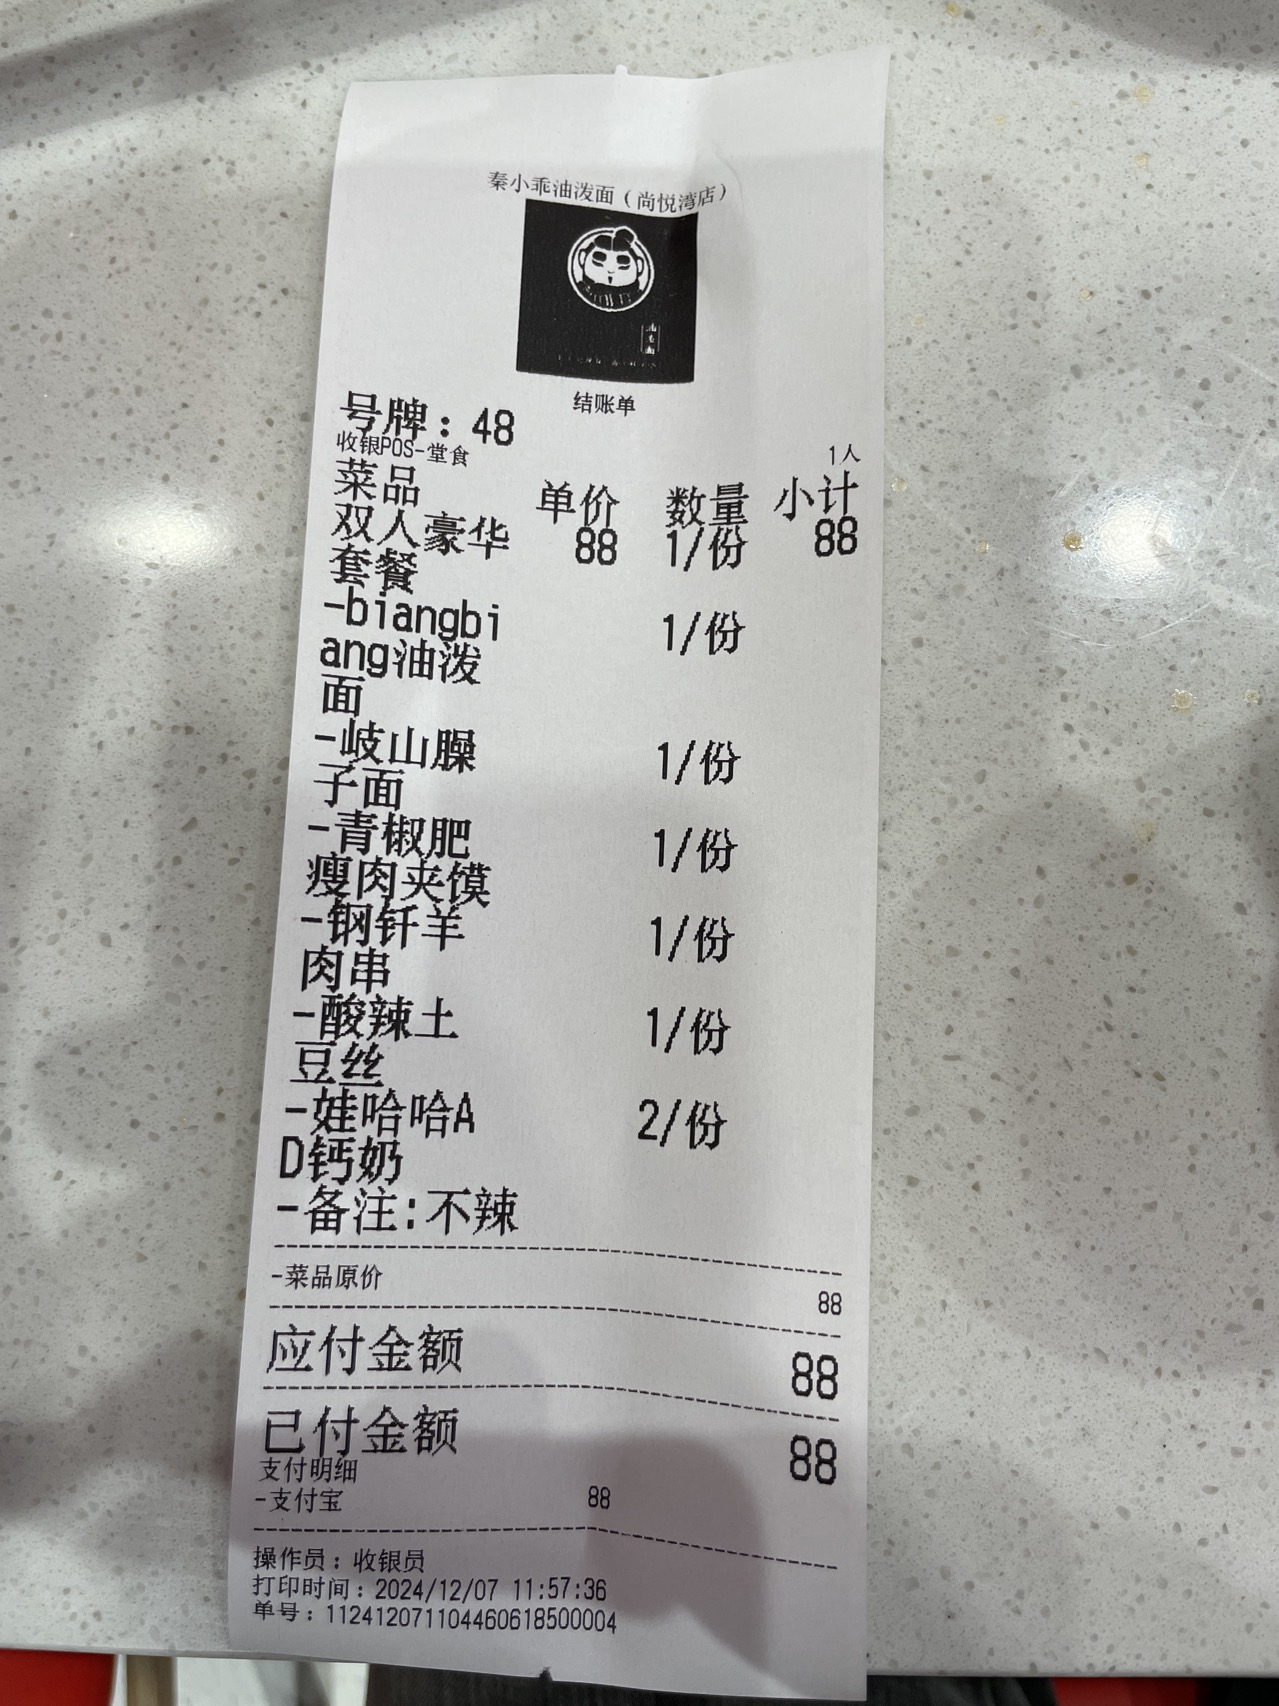 秦小乖油泼面（尚悦湾店）
结账单
号牌：48
收银POS-堂食 1人
菜品 单价 数量 小计
双人豪华 88 1/份 88
套餐
-biangbi 1/份
ang油泼
面
-岐山臊 1/份
子面
-青椒肥 1/份
瘦肉夹馍
-钢钎羊 1/份
肉串
-酸辣土 1/份
豆丝
-娃哈哈A 2/份
D钙奶
-备注:不辣
-菜品原价 88
应付金额 88
已付金额 88
支付明细
-支付宝 88
操作员：收银员
打印时间：2024/12/07 11:57:36
单号：112412071104460618500004